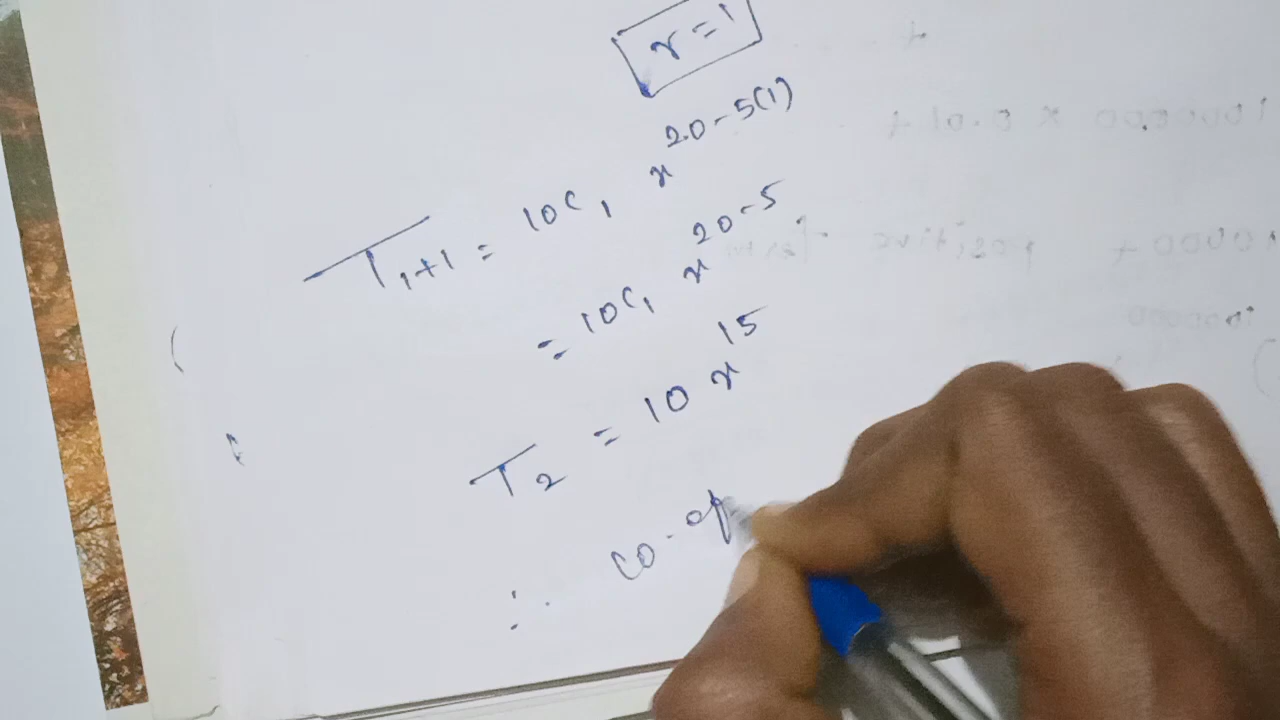 r = 1
T₁₊₁ = 10C₁ x^20-5(1)
= 10C₁ x^20-5
T₂ = 10 x^15
∴ co-ef